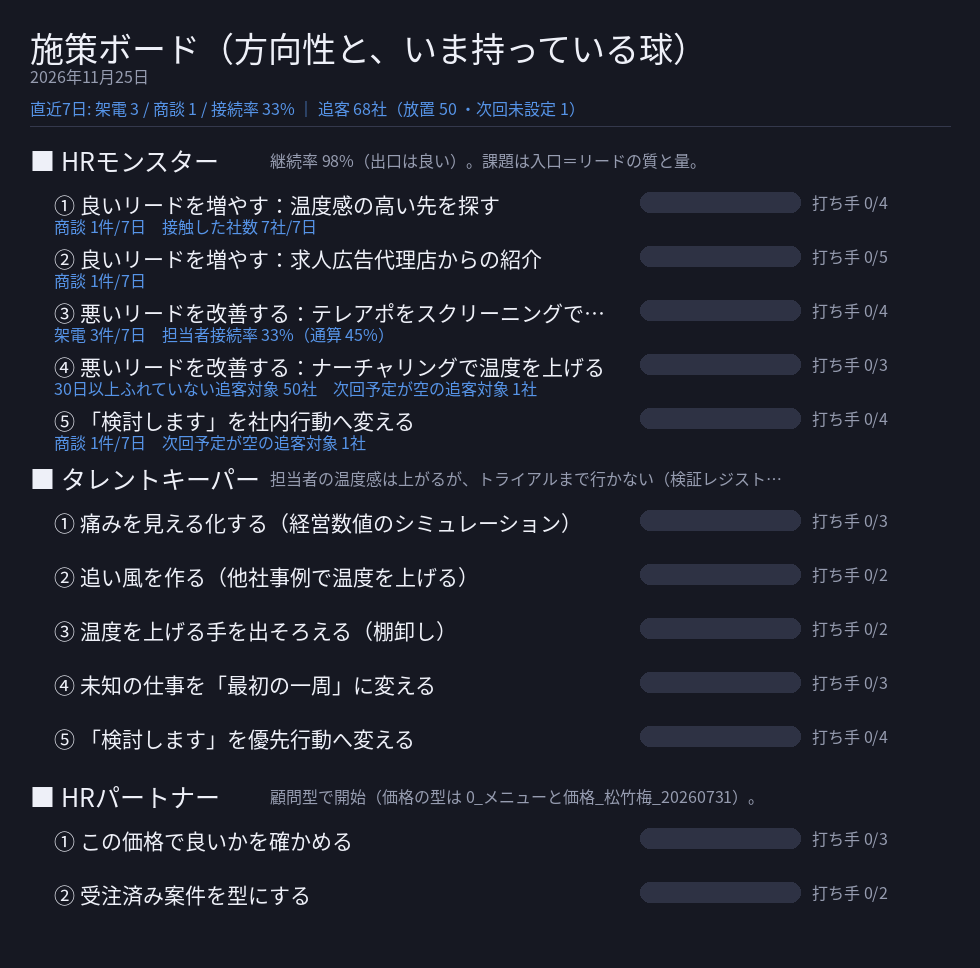 施策ボード（方向性と、いま持っている球）
2026年11月25日
直近7日: 架電 3 / 商談 1 / 接続率 33% ｜ 追客 68社（放置 50 ・次回未設定 1）
■ HRモンスター 継続率 98%（出口は良い）。課題は入口＝リードの質と量。
① 良いリードを増やす：温度感の高い先を探す 打ち手 0/4
商談 1件/7日 接触した社数 7社/7日
② 良いリードを増やす：求人広告代理店からの紹介 打ち手 0/5
商談 1件/7日
③ 悪いリードを改善する：テレアポをスクリーニングで… 打ち手 0/4
架電 3件/7日 担当者接続率 33%（通算 45%）
④ 悪いリードを改善する：ナーチャリングで温度を上げる 打ち手 0/3
30日以上ふれていない追客対象 50社 次回予定が空の追客対象 1社
⑤ 「検討します」を社内行動へ変える 打ち手 0/4
商談 1件/7日 次回予定が空の追客対象 1社
■ タレントキーパー 担当者の温度感は上がるが、トライアルまで行かない（検証レジスト…
① 痛みを見える化する（経営数値のシミュレーション） 打ち手 0/3
② 追い風を作る（他社事例で温度を上げる） 打ち手 0/2
③ 温度を上げる手を出そろえる（棚卸し） 打ち手 0/2
④ 未知の仕事を「最初の一周」に変える 打ち手 0/3
⑤ 「検討します」を優先行動へ変える 打ち手 0/4
■ HRパートナー 顧問型で開始（価格の型は 0_メニューと価格_松竹梅_20260731）。
① この価格で良いかを確かめる 打ち手 0/3
② 受注済み案件を型にする 打ち手 0/2